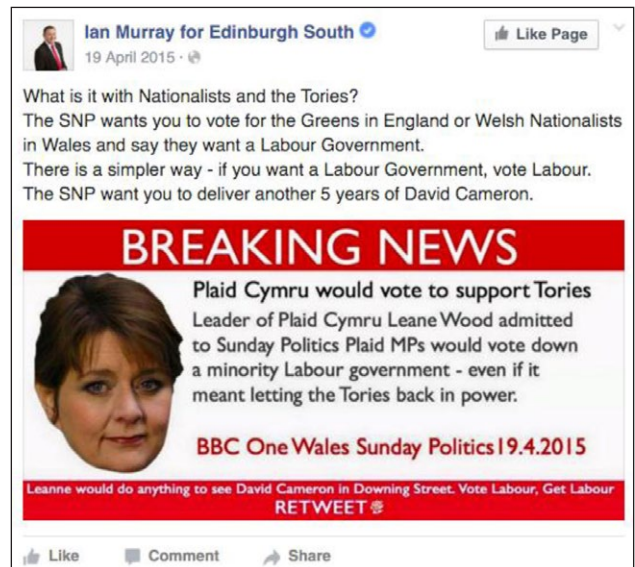 Ian Murray for Edinburgh South
Like Page
19 April 2015 ·
What is it with Nationalists and the Tories?
The SNP wants you to vote for the Greens in England or Welsh Nationalists
in Wales and say they want a Labour Government.
There is a simpler way - if you want a Labour Government, vote Labour.
The SNP want you to deliver another 5 years of David Cameron.
BREAKING NEWS
Plaid Cymru would vote to support Tories
Leader of Plaid Cymru Leane Wood admitted
to Sunday Politics Plaid MPs would vote down
a minority Labour government - even if it
meant letting the Tories back in power.
BBC One Wales Sunday Politics 19.4.2015
Leanne would do anything to see David Cameron in Downing Street. Vote Labour, Get Labour
RETWEET
Like Comment Share